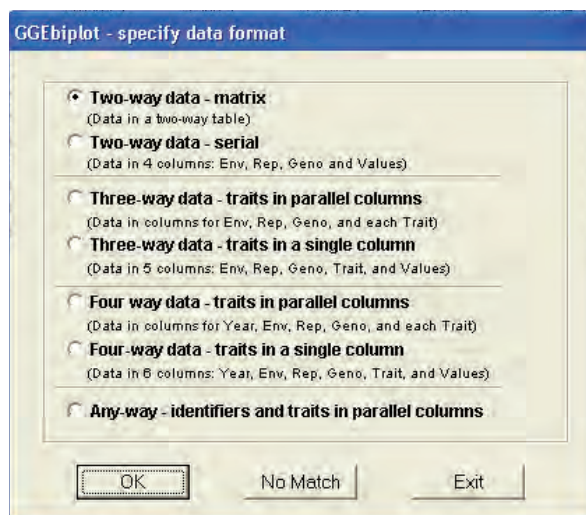 GGEbiplot - specify data format
Two-way data - matrix
(Data in a two-way table)
Two-way data - serial
(Data in 4 columns: Env, Rep, Geno and Values)
Three-way data - traits in parallel columns
(Data in columns for Env, Rep, Geno, and each Trait)
Three-way data - traits in a single column
(Data in 5 columns: Env, Rep, Geno, Trait, and Values)
Four way data - traits in parallel columns
(Data in columns for Year, Env, Rep, Geno, and each Trait)
Four-way data - traits in a single column
(Data in 6 columns: Year, Env, Rep, Geno, Trait, and Values)
Any-way - identifiers and traits in parallel columns
OK No Match Exit